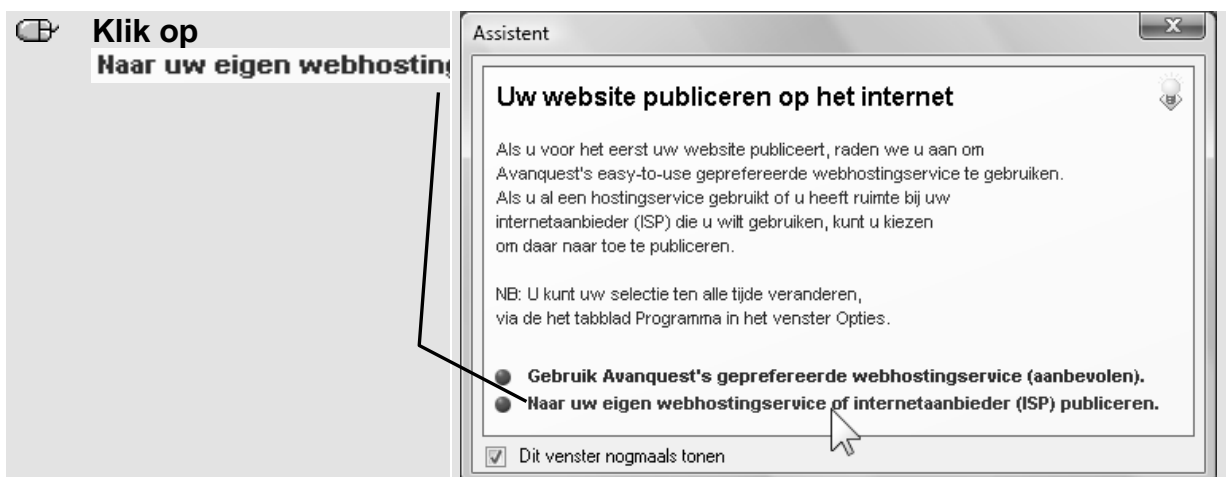 Klik op
Naar uw eigen webhosting
Assistent
Uw website publiceren op het internet
Als u voor het eerst uw website publiceert, raden we u aan om
Avanquest's easy-to-use geprefereerde webhostingservice te gebruiken.
Als u al een hostingservice gebruikt of u heeft ruimte bij uw
internetaanbieder (ISP) die u wilt gebruiken, kunt u kiezen
om daar naar toe te publiceren.
NB: U kunt uw selectie ten alle tijde veranderen,
via de het tabblad Programma in het venster Opties.
Gebruik Avanquest's geprefereerde webhostingservice (aanbevolen).
Naar uw eigen webhostingservice of internetaanbieder (ISP) publiceren.
Dit venster nogmaals tonen